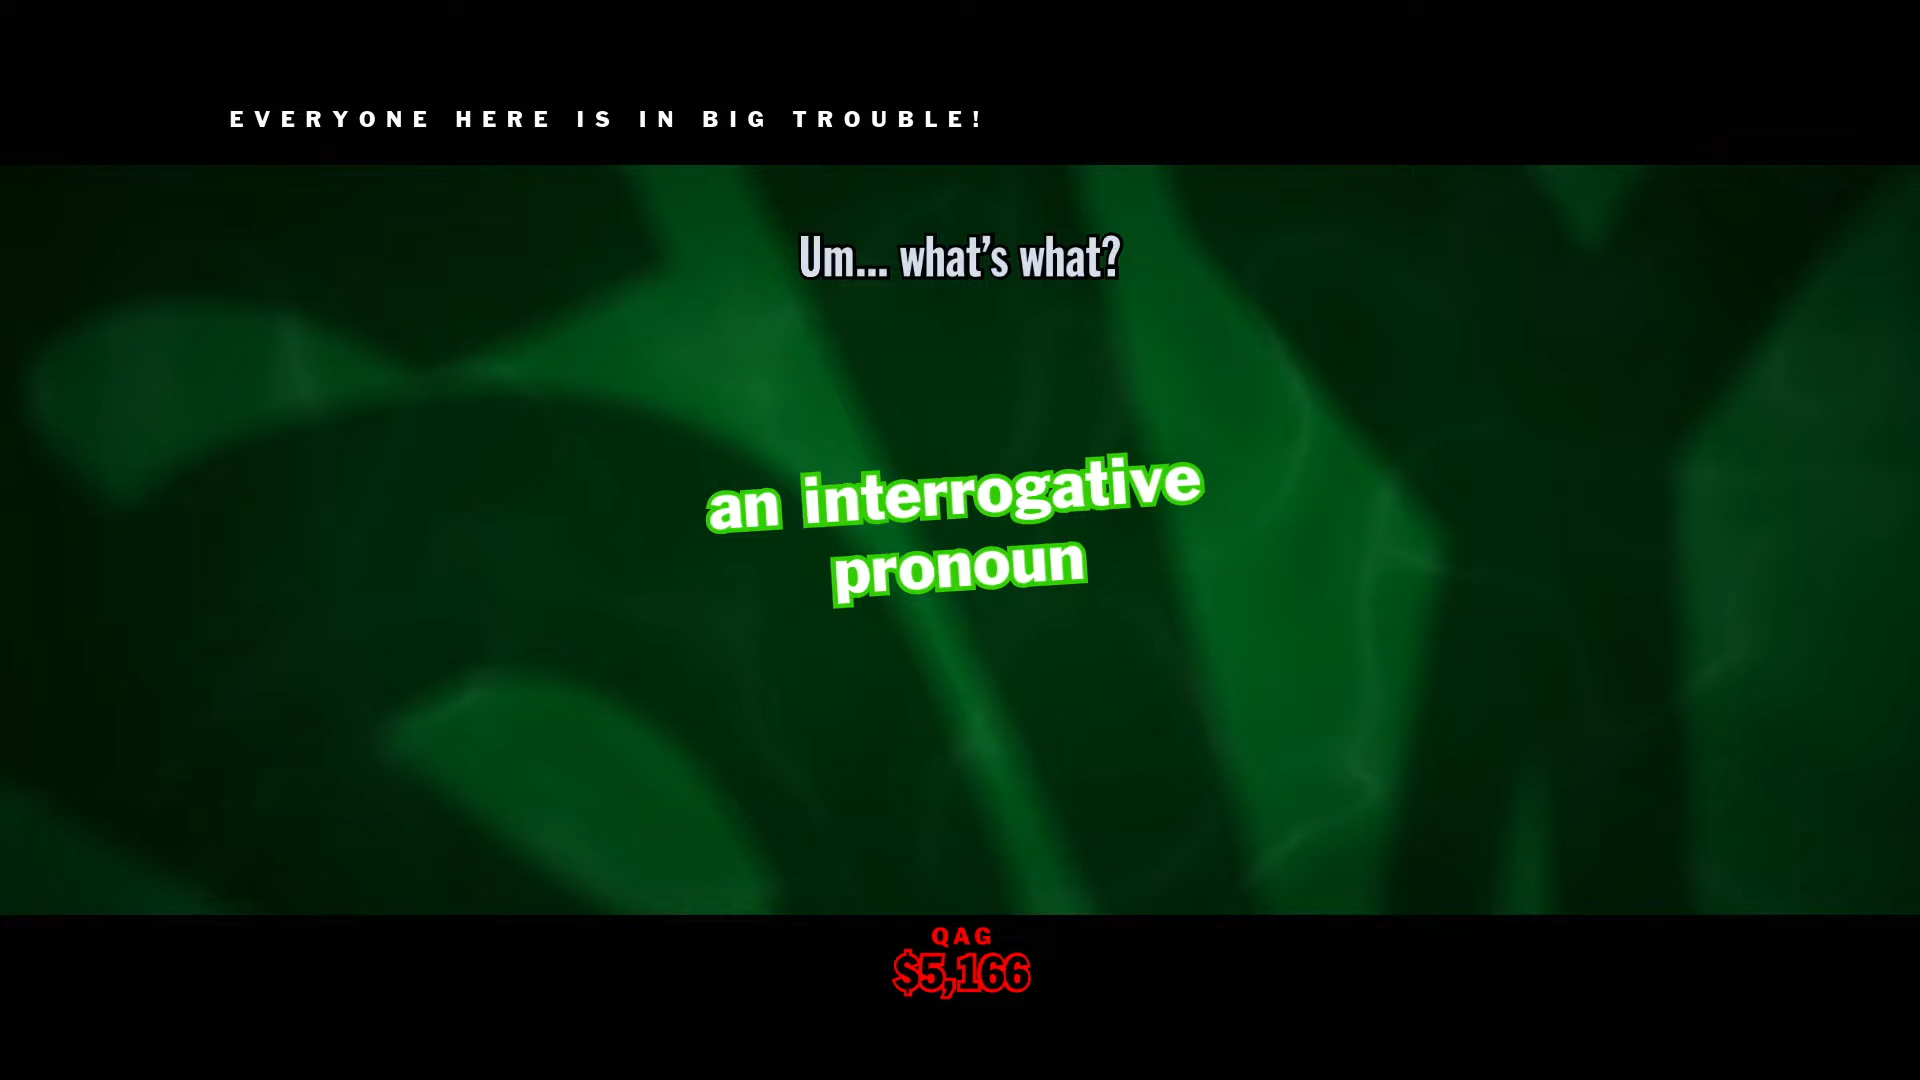 EVERYONE HERE IS IN BIG TROUBLE!
Um... what's what?
an interrogative
pronoun
QAG
$5,166